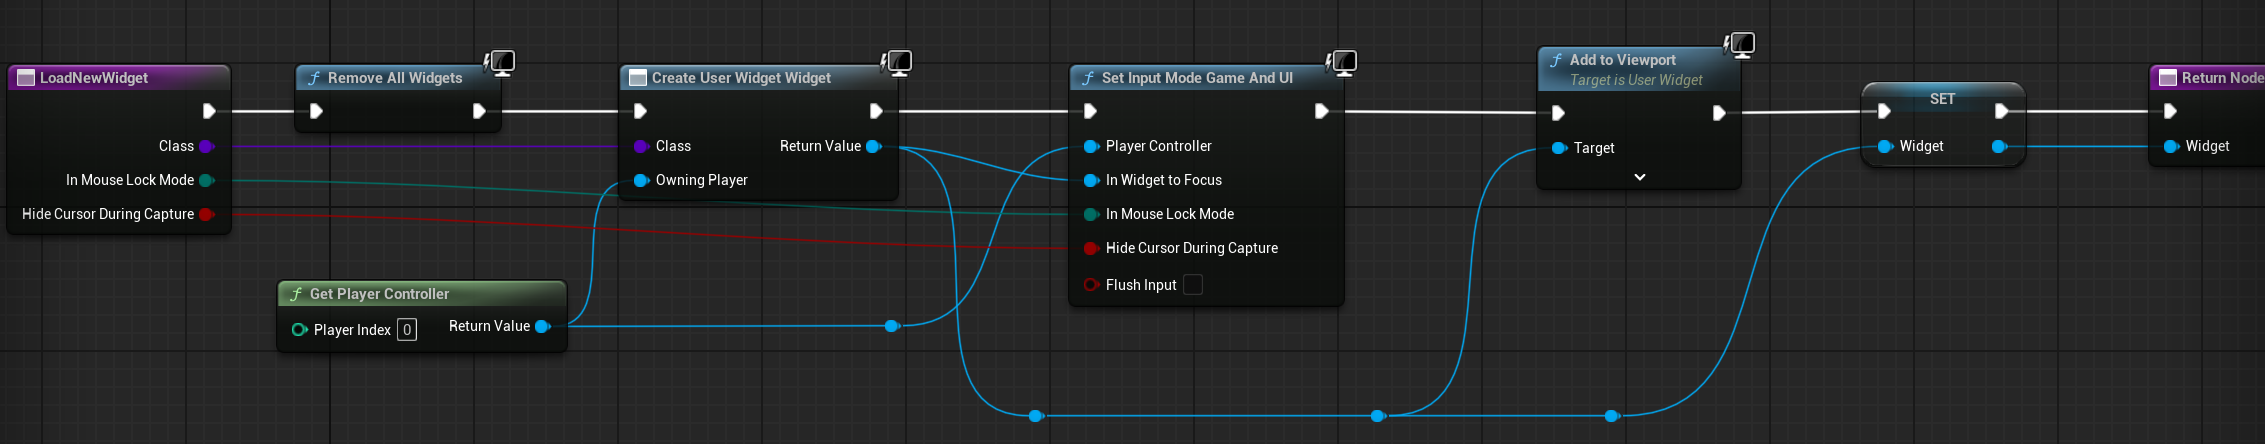 LoadNewWidget
Class
In Mouse Lock Mode
Hide Cursor During Capture
Remove All Widgets
Get Player Controller
Player Index 0
Return Value
Create User Widget Widget
Class
Return Value
Owning Player
Set Input Mode Game And UI
Player Controller
In Widget to Focus
In Mouse Lock Mode
Hide Cursor During Capture
Flush Input
Add to Viewport
Target is User Widget
Target
SET
Widget
Return Node
Widget